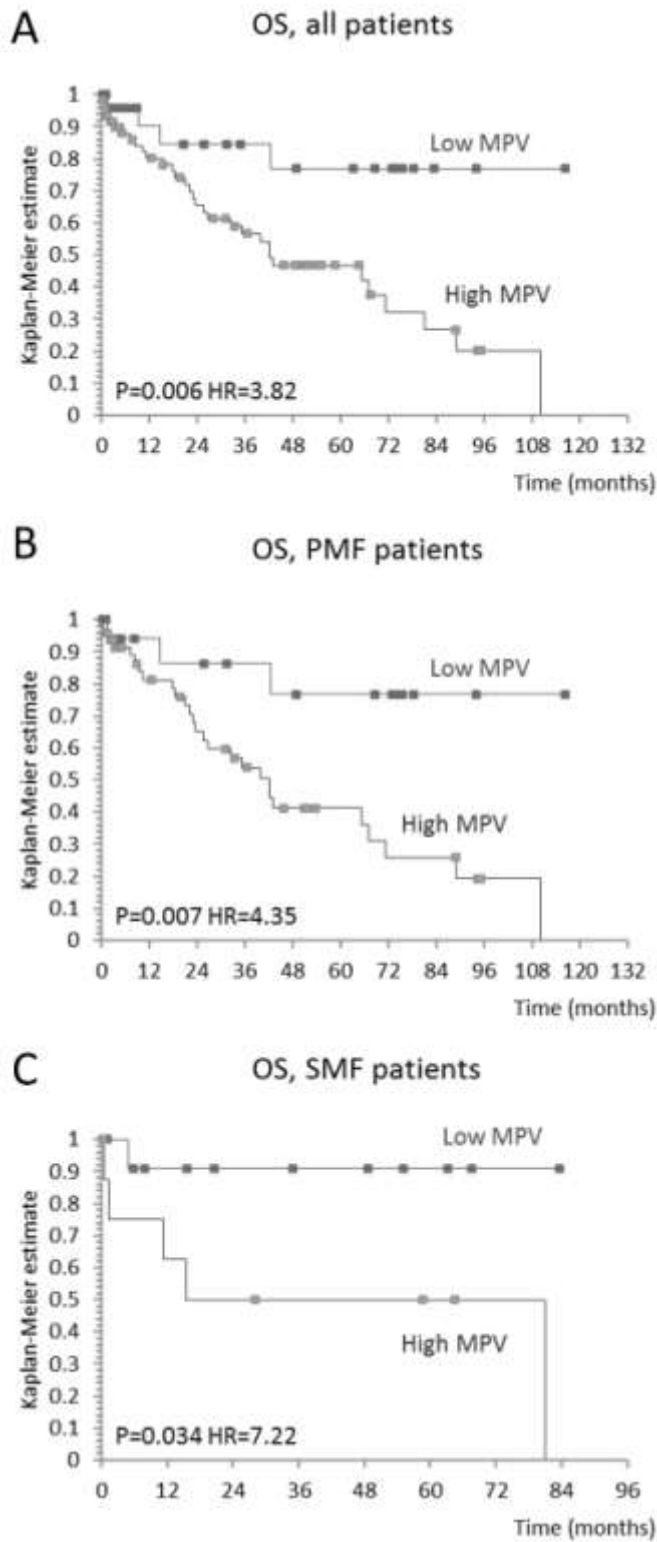 A
OS, all patients
Kaplan-Meier estimate
1
0.9
0.8
0.7
0.6
0.5
0.4
0.3
0.2
0.1
0
Low MPV
High MPV
P=0.006 HR=3.82
0 12 24 36 48 60 72 84 96 108 120 132
Time (months)
B
OS, PMF patients
Kaplan-Meier estimate
1
0.9
0.8
0.7
0.6
0.5
0.4
0.3
0.2
0.1
0
Low MPV
High MPV
P=0.007 HR=4.35
0 12 24 36 48 60 72 84 96 108 120 132
Time (months)
C
OS, SMF patients
Kaplan-Meier estimate
1
0.9
0.8
0.7
0.6
0.5
0.4
0.3
0.2
0.1
0
Low MPV
High MPV
P=0.034 HR=7.22
0 12 24 36 48 60 72 84 96
Time (months)